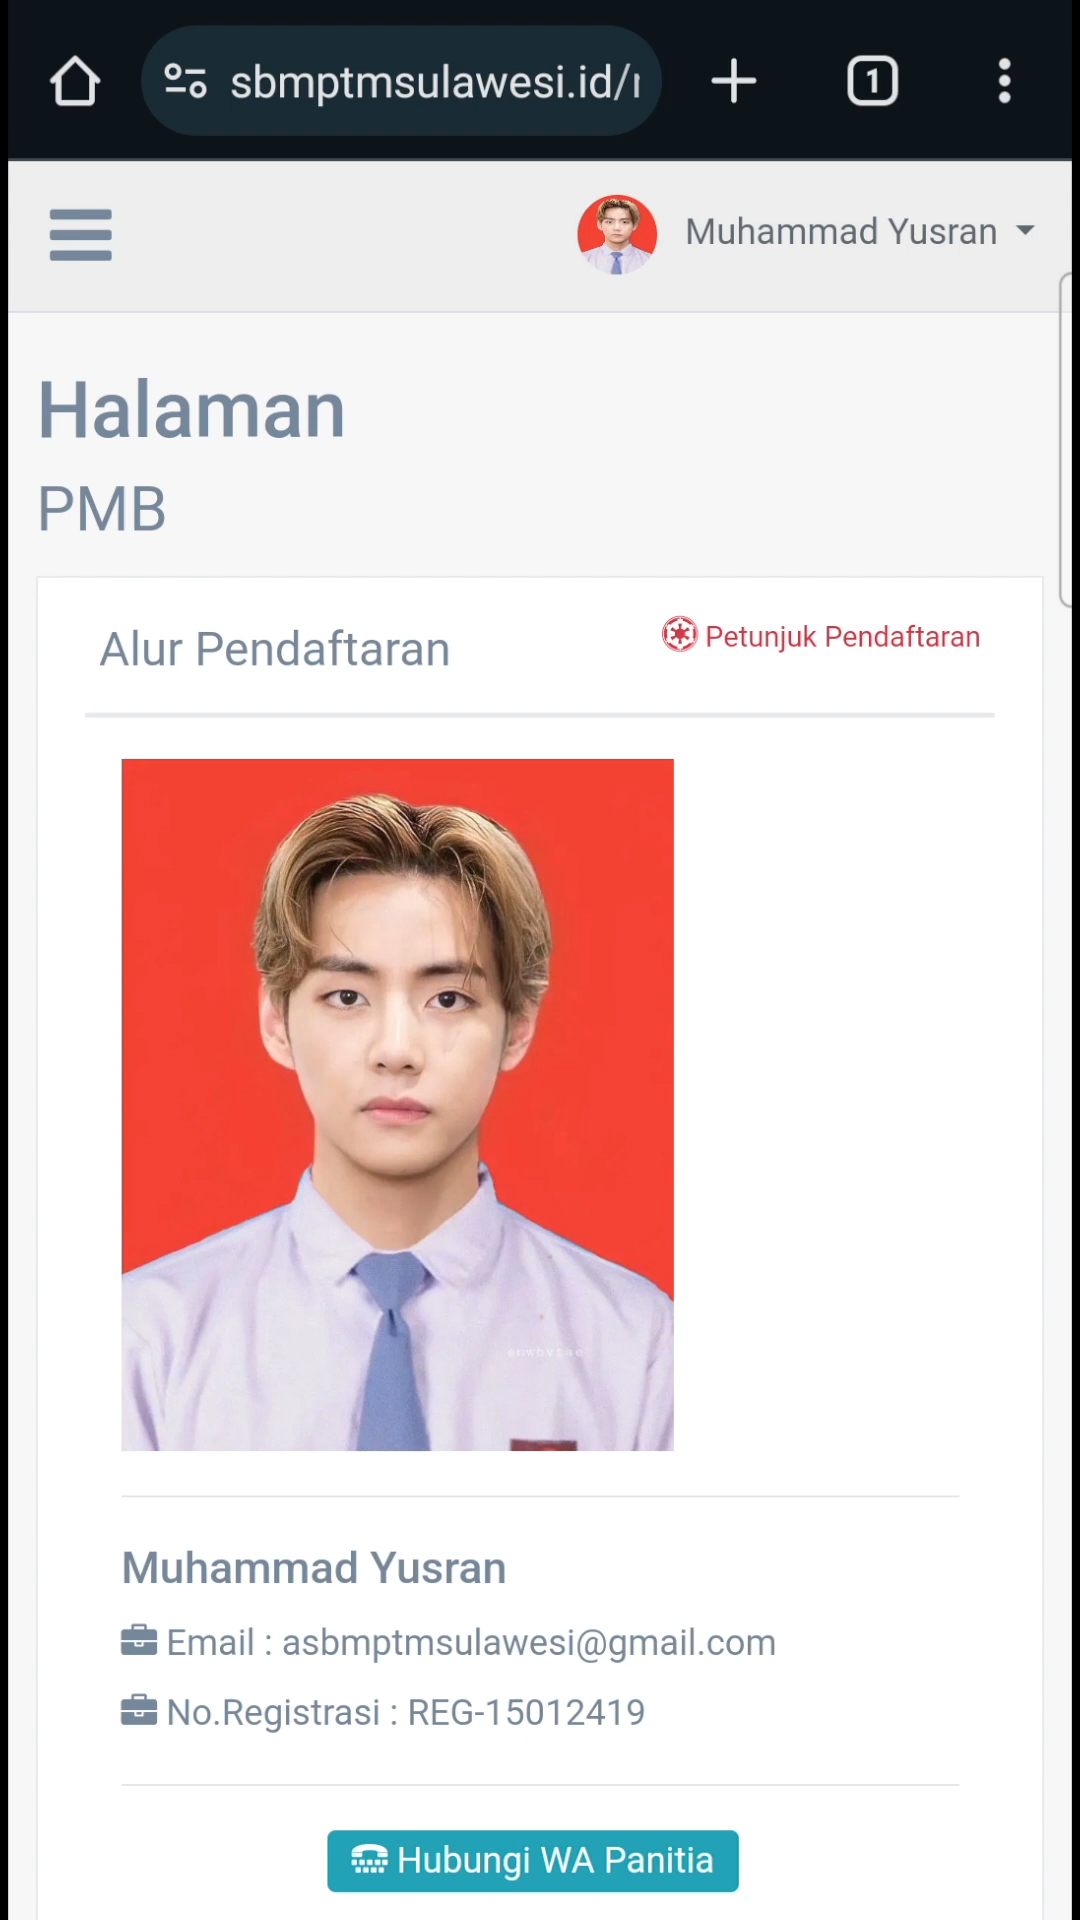 sbmptmsulawesi.id/
1
Muhammad Yusran
Halaman
PMB
Alur Pendaftaran
Petunjuk Pendaftaran
Muhammad Yusran
Email : asbmptmsulawesi@gmail.com
No.Registrasi : REG-15012419
Hubungi WA Panitia